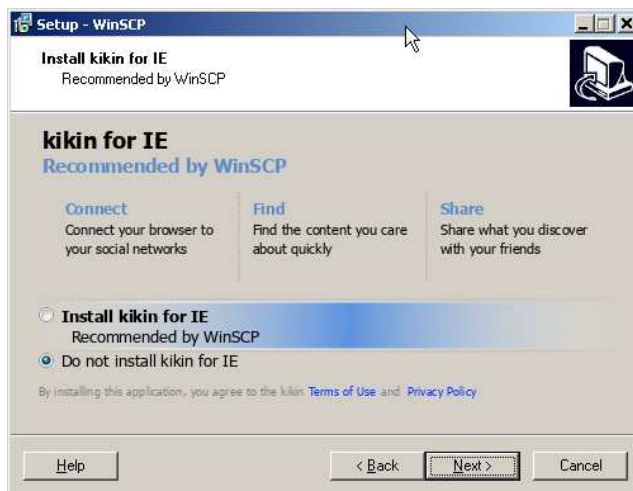 Setup - WinSCP
Install kikin for IE
Recommended by WinSCP
kikin for IE
Recommended by WinSCP
Connect
Connect your browser to
your social networks
Find
Find the content you care
about quickly
Share
Share what you discover
with your friends
Install kikin for IE
Recommended by WinSCP
Do not install kikin for IE
By installing this application, you agree to the kikin Terms of Use and Privacy Policy
Help
< Back
Next >
Cancel